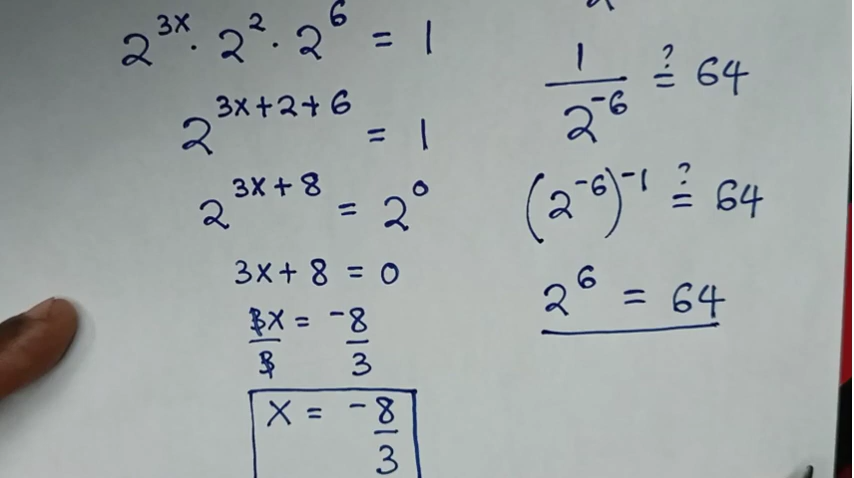 2^{3x} · 2^2 · 2^6 = 1
2^{3x+2+6} = 1
2^{3x+8} = 2^0
3x + 8 = 0
3x/3 = -8/3
x = -8/3
1/2^{-6} ≟ 64
(2^{-6})^{-1} ≟ 64
2^6 = 64